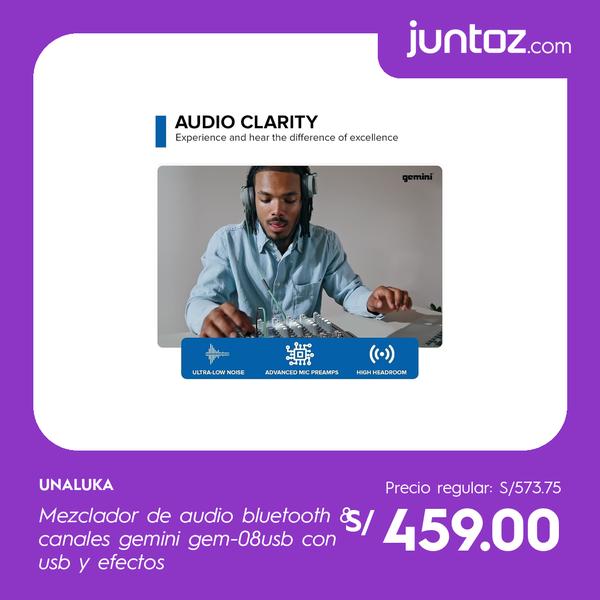 juntoz.com
AUDIO CLARITY
Experience and hear the difference of excellence
gemini
ULTRA-LOW NOISE
ADVANCED MIC PREAMPS
HIGH HEADROOM
UNALUKA
Mezclador de audio bluetooth 8
canales gemini gem-08usb con
usb y efectos
Precio regular: S/573.75
S/ 459.00